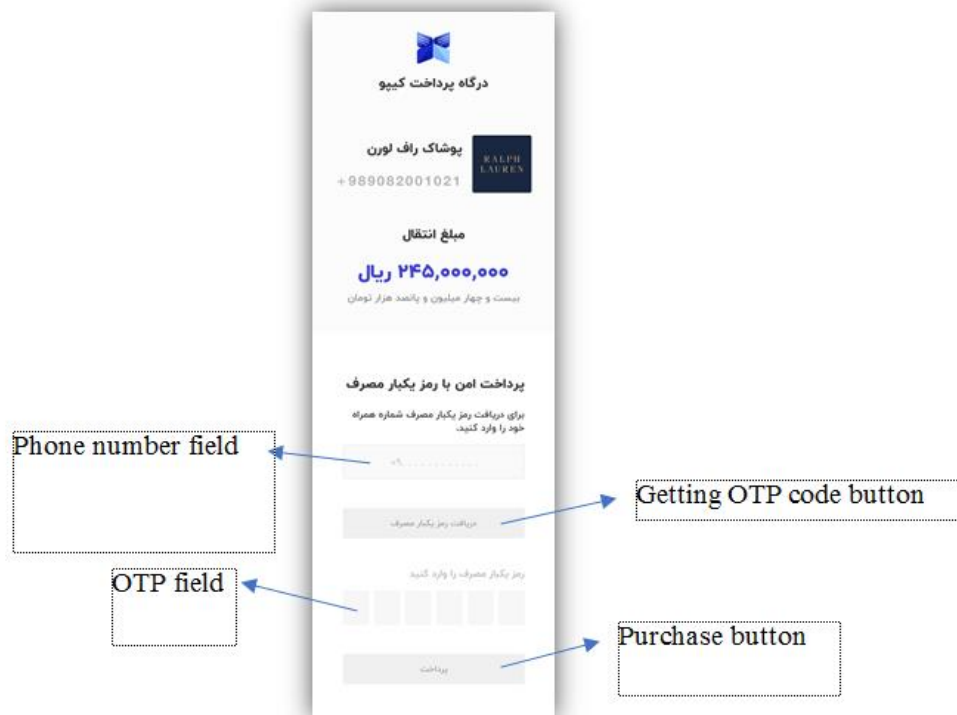 درگاه پرداخت کیپو
پوشاک راف لورن
RALPH
LAUREN
+989082001021
مبلغ انتقال
۲۴۵,۰۰۰,۰۰۰ ریال
بیست و چهار میلیون و پانصد هزار تومان
پرداخت امن با رمز یکبار مصرف
برای دریافت رمز یکبار مصرف شماره همراه
خود را وارد کنید.
Phone number field
۰۹............
Getting OTP code button
دریافت رمز یکبار مصرف
رمز یکبار مصرف را وارد کنید
OTP field
Purchase button
پرداخت